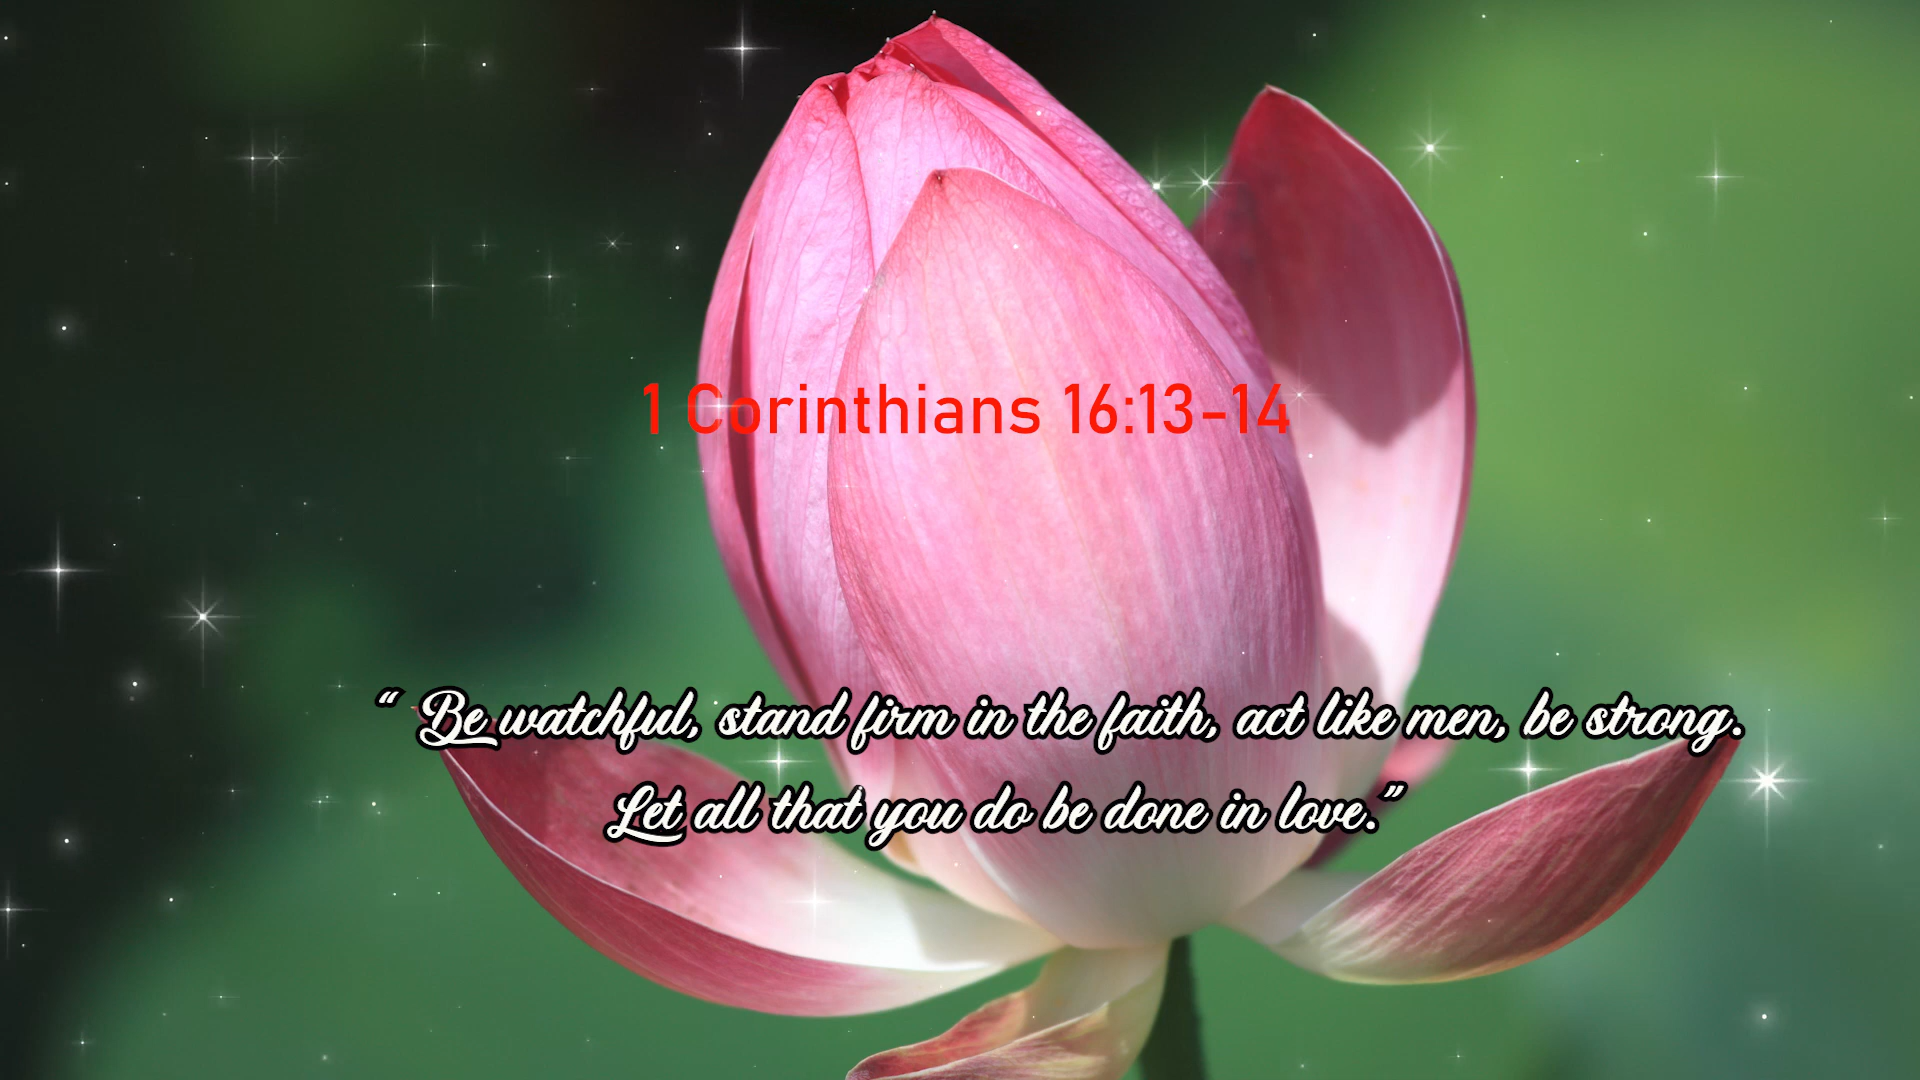 1 Corinthians 16:13-14
“ Be watchful, stand firm in the faith, act like men, be strong.
Let all that you do be done in love.”